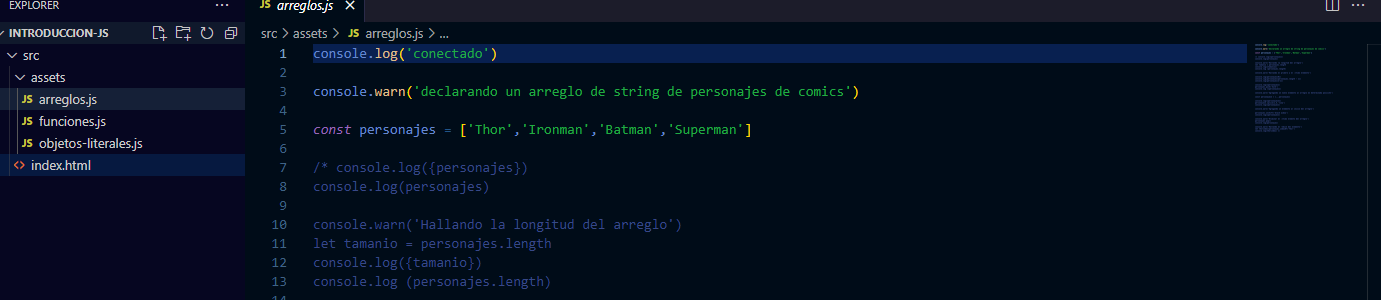 EXPLORER
···
JS arreglos.js ×
···
INTRODUCCION-JS
src
assets
JS arreglos.js
JS funciones.js
JS objetos-literales.js
<> index.html
src > assets > JS arreglos.js > ...
1 console.log('conectado')
2
3 console.warn('declarando un arreglo de string de personajes de comics')
4
5 const personajes = ['Thor','Ironman','Batman','Superman']
6
7 /* console.log({personajes})
8 console.log(personajes)
9
10 console.warn('Hallando la longitud del arreglo')
11 let tamanio = personajes.length
12 console.log({tamanio})
13 console.log (personajes.length)
14